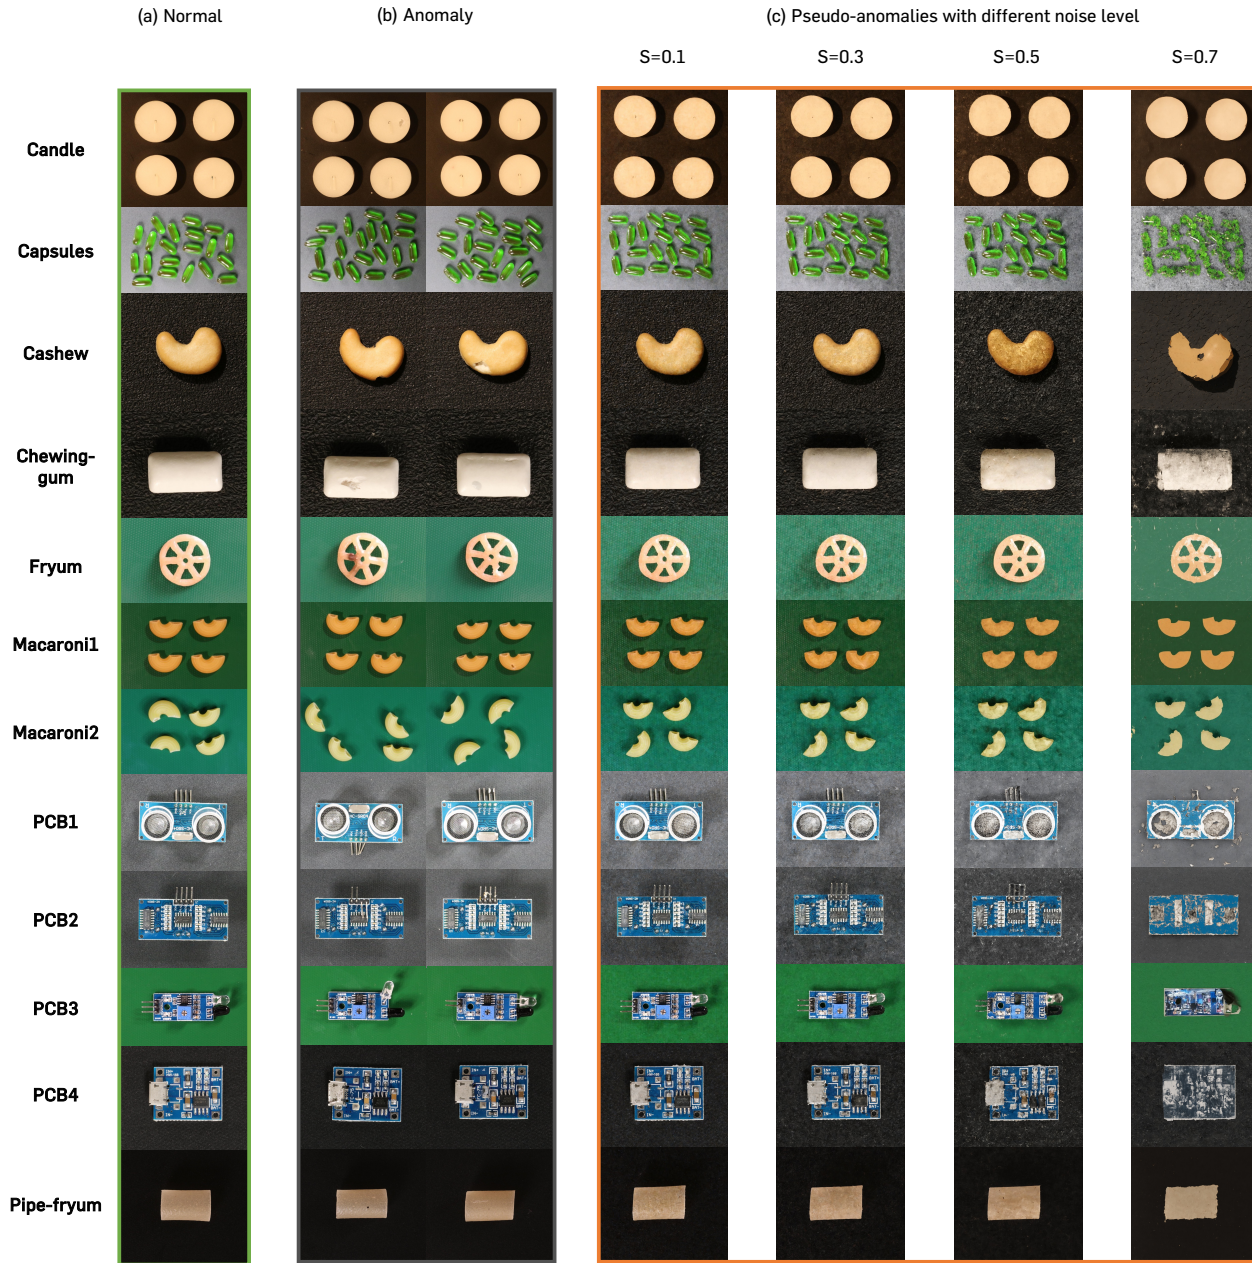 (a) Normal
(b) Anomaly
(c) Pseudo-anomalies with different noise level
S=0.1
S=0.3
S=0.5
S=0.7
Candle
Capsules
Cashew
Chewing-
gum
Fryum
Macaroni1
Macaroni2
PCB1
PCB2
PCB3
PCB4
Pipe-fryum